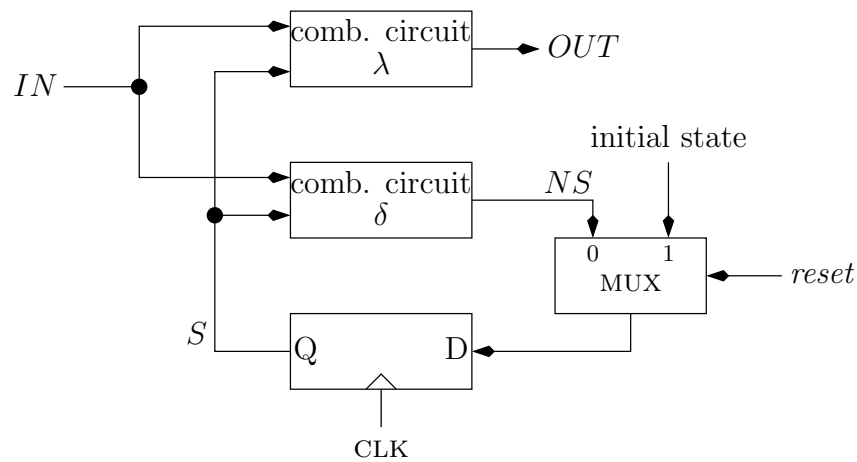 comb. circuit
λ
OUT
IN
initial state
comb. circuit
δ
NS
0 1
MUX
reset
S
Q D
CLK